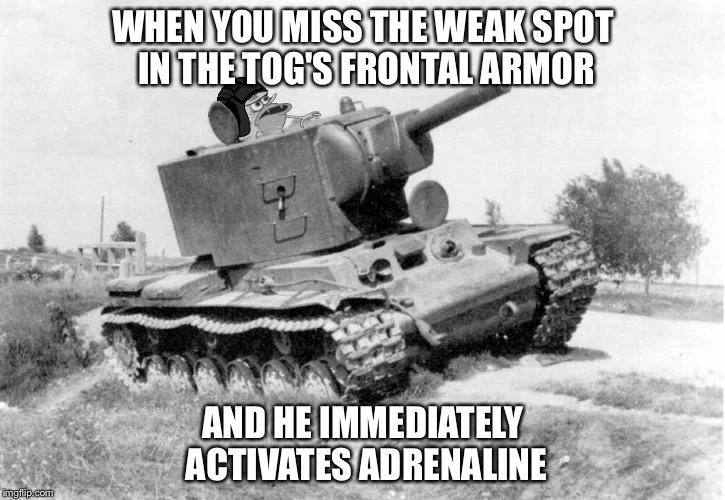 WHEN YOU MISS THE WEAK SPOT
IN THE TOG'S FRONTAL ARMOR
AND HE IMMEDIATELY
ACTIVATES ADRENALINE
imgflip.com